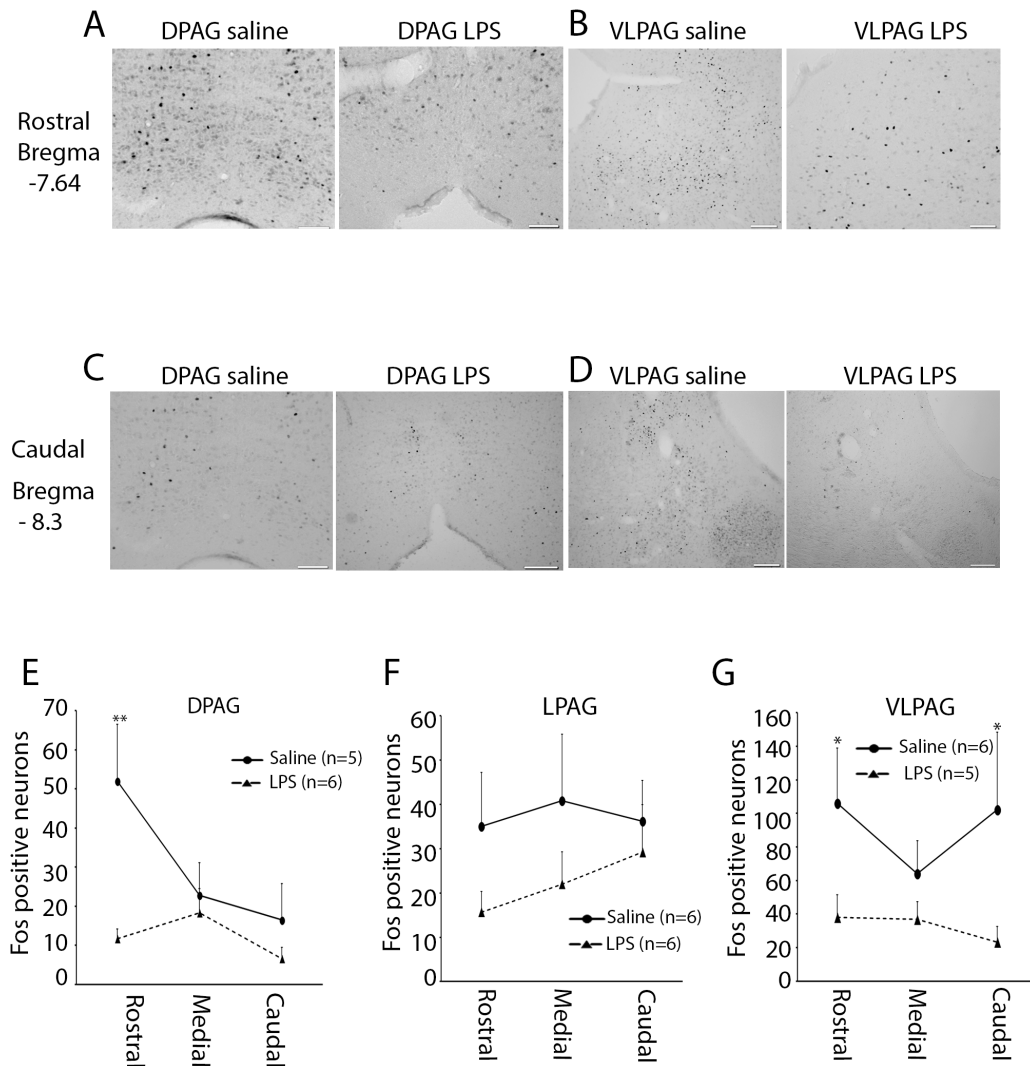 A
DPAG saline
DPAG LPS
B
VLPAG saline
VLPAG LPS
Rostral
Bregma
-7.64
C
DPAG saline
DPAG LPS
D
VLPAG saline
VLPAG LPS
Caudal
Bregma
- 8.3
E
DPAG
Fos positive neurons
70
60
50
40
30
20
10
0
**
Saline (n=5)
LPS (n=6)
Rostral
Medial
Caudal
F
LPAG
Fos positive neurons
60
50
40
30
20
10
0
Saline (n=6)
LPS (n=6)
Rostral
Medial
Caudal
G
VLPAG
Fos positive neurons
160
140
120
100
80
60
40
20
0
*
*
Saline (n=6)
LPS (n=5)
Rostral
Medial
Caudal